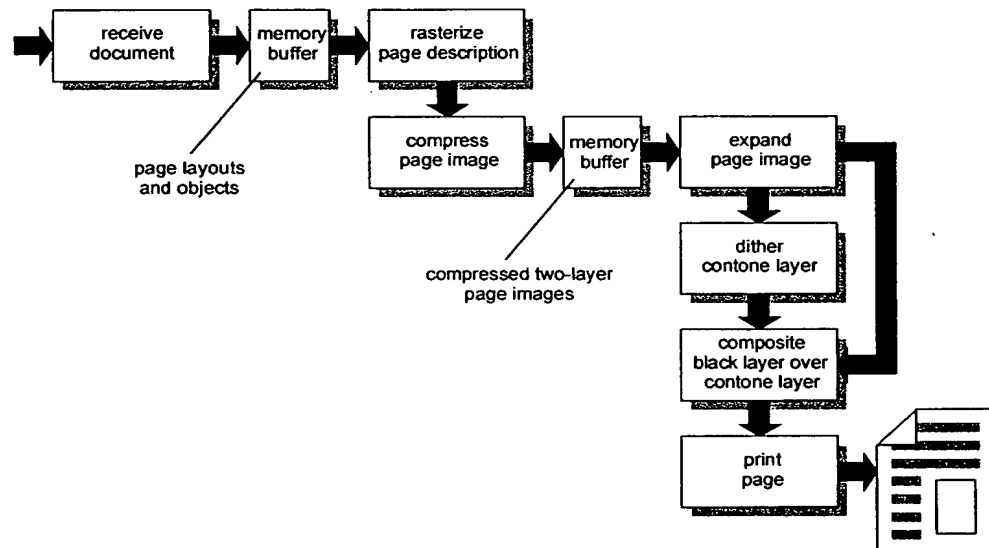 receive
document
memory
buffer
rasterize
page description
compress
page image
memory
buffer
expand
page image
page layouts
and objects
dither
contone layer
compressed two-layer
page images
composite
black layer over
contone layer
print
page